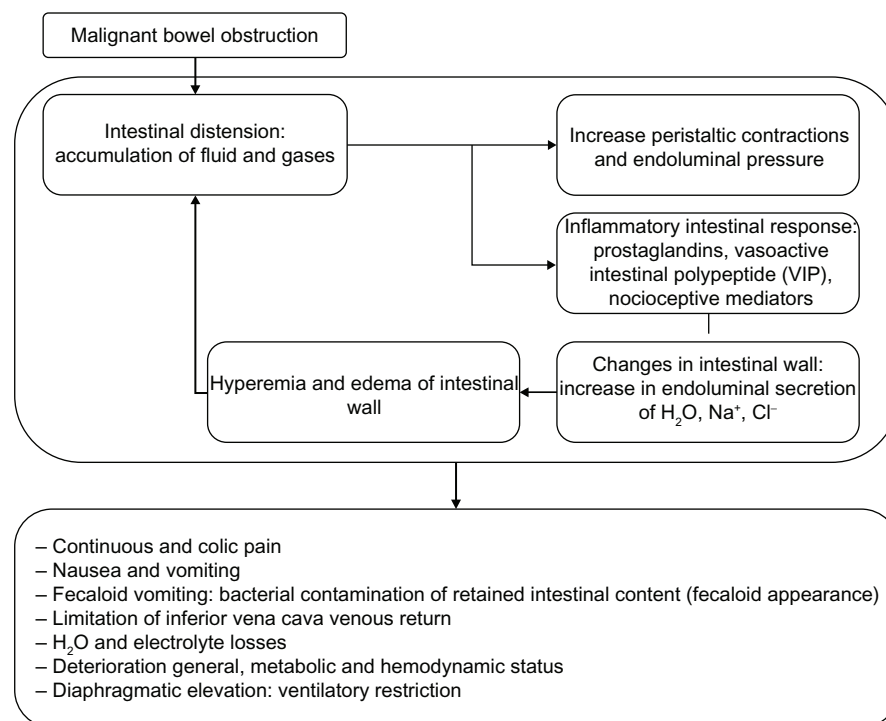 Malignant bowel obstruction
Intestinal distension:
accumulation of fluid and gases
Increase peristaltic contractions
and endoluminal pressure
Inflammatory intestinal response:
prostaglandins, vasoactive
intestinal polypeptide (VIP),
nocioceptive mediators
Changes in intestinal wall:
increase in endoluminal secretion
of H₂O, Na⁺, Cl⁻
Hyperemia and edema of intestinal
wall
– Continuous and colic pain
– Nausea and vomiting
– Fecaloid vomiting: bacterial contamination of retained intestinal content (fecaloid appearance)
– Limitation of inferior vena cava venous return
– H₂O and electrolyte losses
– Deterioration general, metabolic and hemodynamic status
– Diaphragmatic elevation: ventilatory restriction